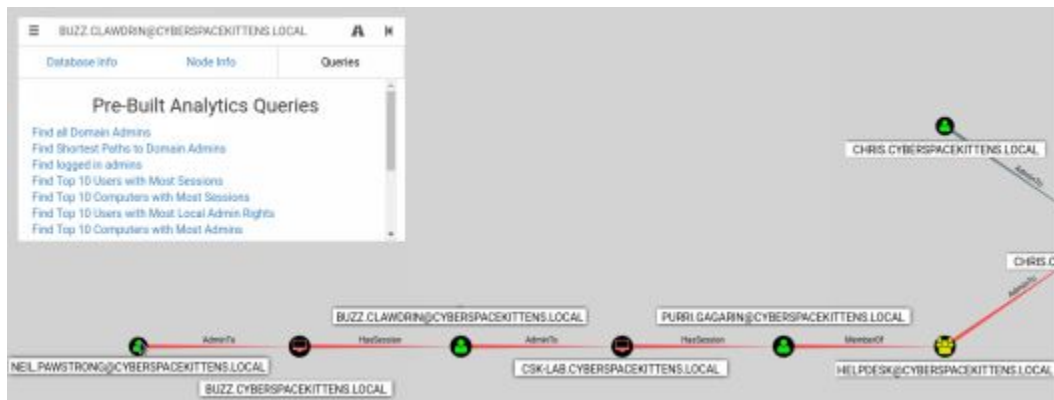 BUZZ.CLAWDRIN@CYBERSPACEKITTENS.LOCAL
Database Info Node Info Queries
Pre-Built Analytics Queries
Find all Domain Admins
Find Shortest Paths to Domain Admins
Find logged in admins
Find Top 10 Users with Most Sessions
Find Top 10 Computers with Most Sessions
Find Top 10 Users with Most Local Admin Rights
Find Top 10 Computers with Most Admins
CHRIS.CYBERSPACEKITTENS.LOCAL
AdminTo
CHRIS.C
AdminTo
BUZZ.CLAWDRIN@CYBERSPACEKITTENS.LOCAL
PURRI.GAGARIN@CYBERSPACEKITTENS.LOCAL
AdminTo HasSession AdminTo HasSession MemberOf
NEIL.PAWSTRONG@CYBERSPACEKITTENS.LOCAL
CSK-LAB.CYBERSPACEKITTENS.LOCAL
HELPDESK@CYBERSPACEKITTENS.LOCAL
BUZZ.CYBERSPACEKITTENS.LOCAL